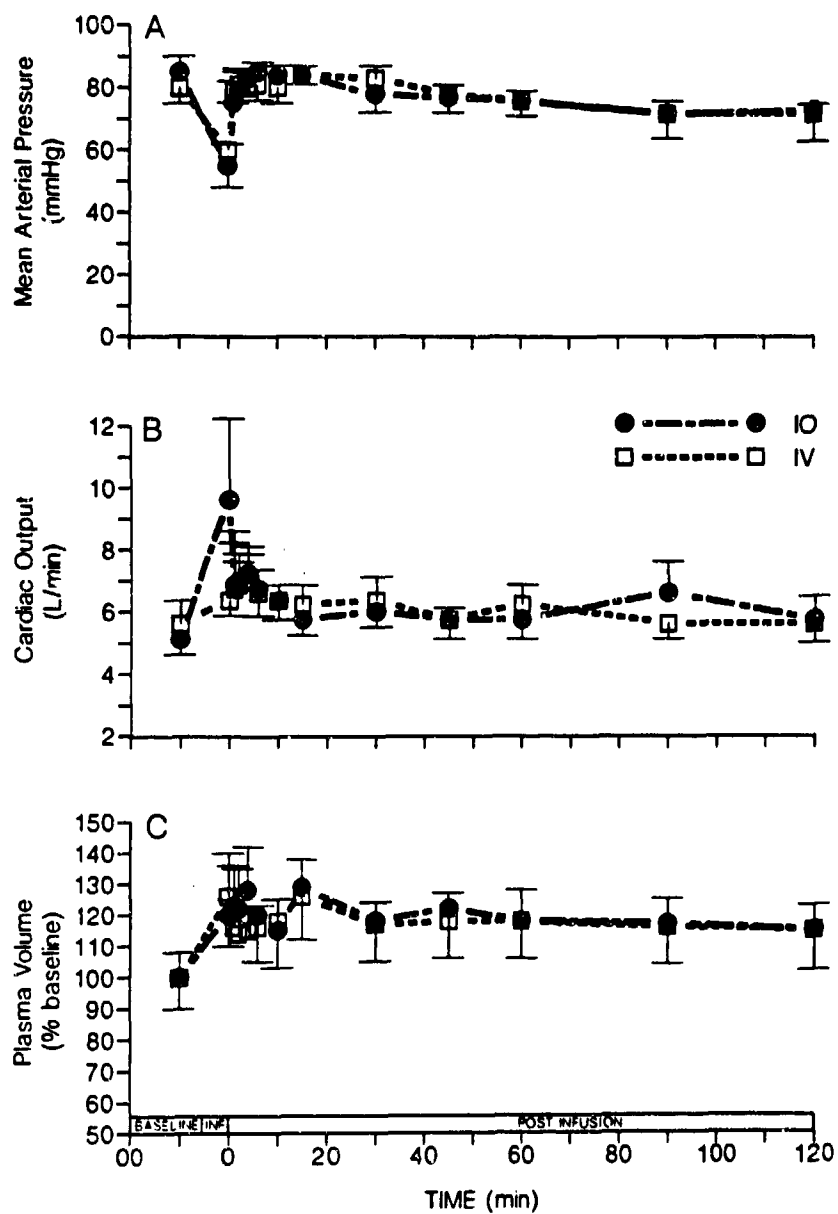 A
100
80
60
40
20
0
Mean Arterial Pressure
(mmHg)
B
12
10
8
6
4
2
Cardiac Output
(L/min)
IO
IV
C
150
140
130
120
110
100
90
80
70
60
50
Plasma Volume
(% baseline)
BASELINE INF POST INFUSION
00 0 20 40 60 80 100 120
TIME (min)